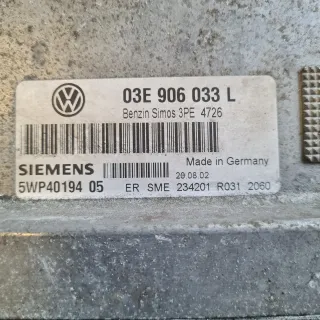 03E 906 033 L
Benzin Simos 3PE 4726
SIEMENS
Made in Germany
5WP40194 05
20.08.02
ER SME 234201 R031 2060